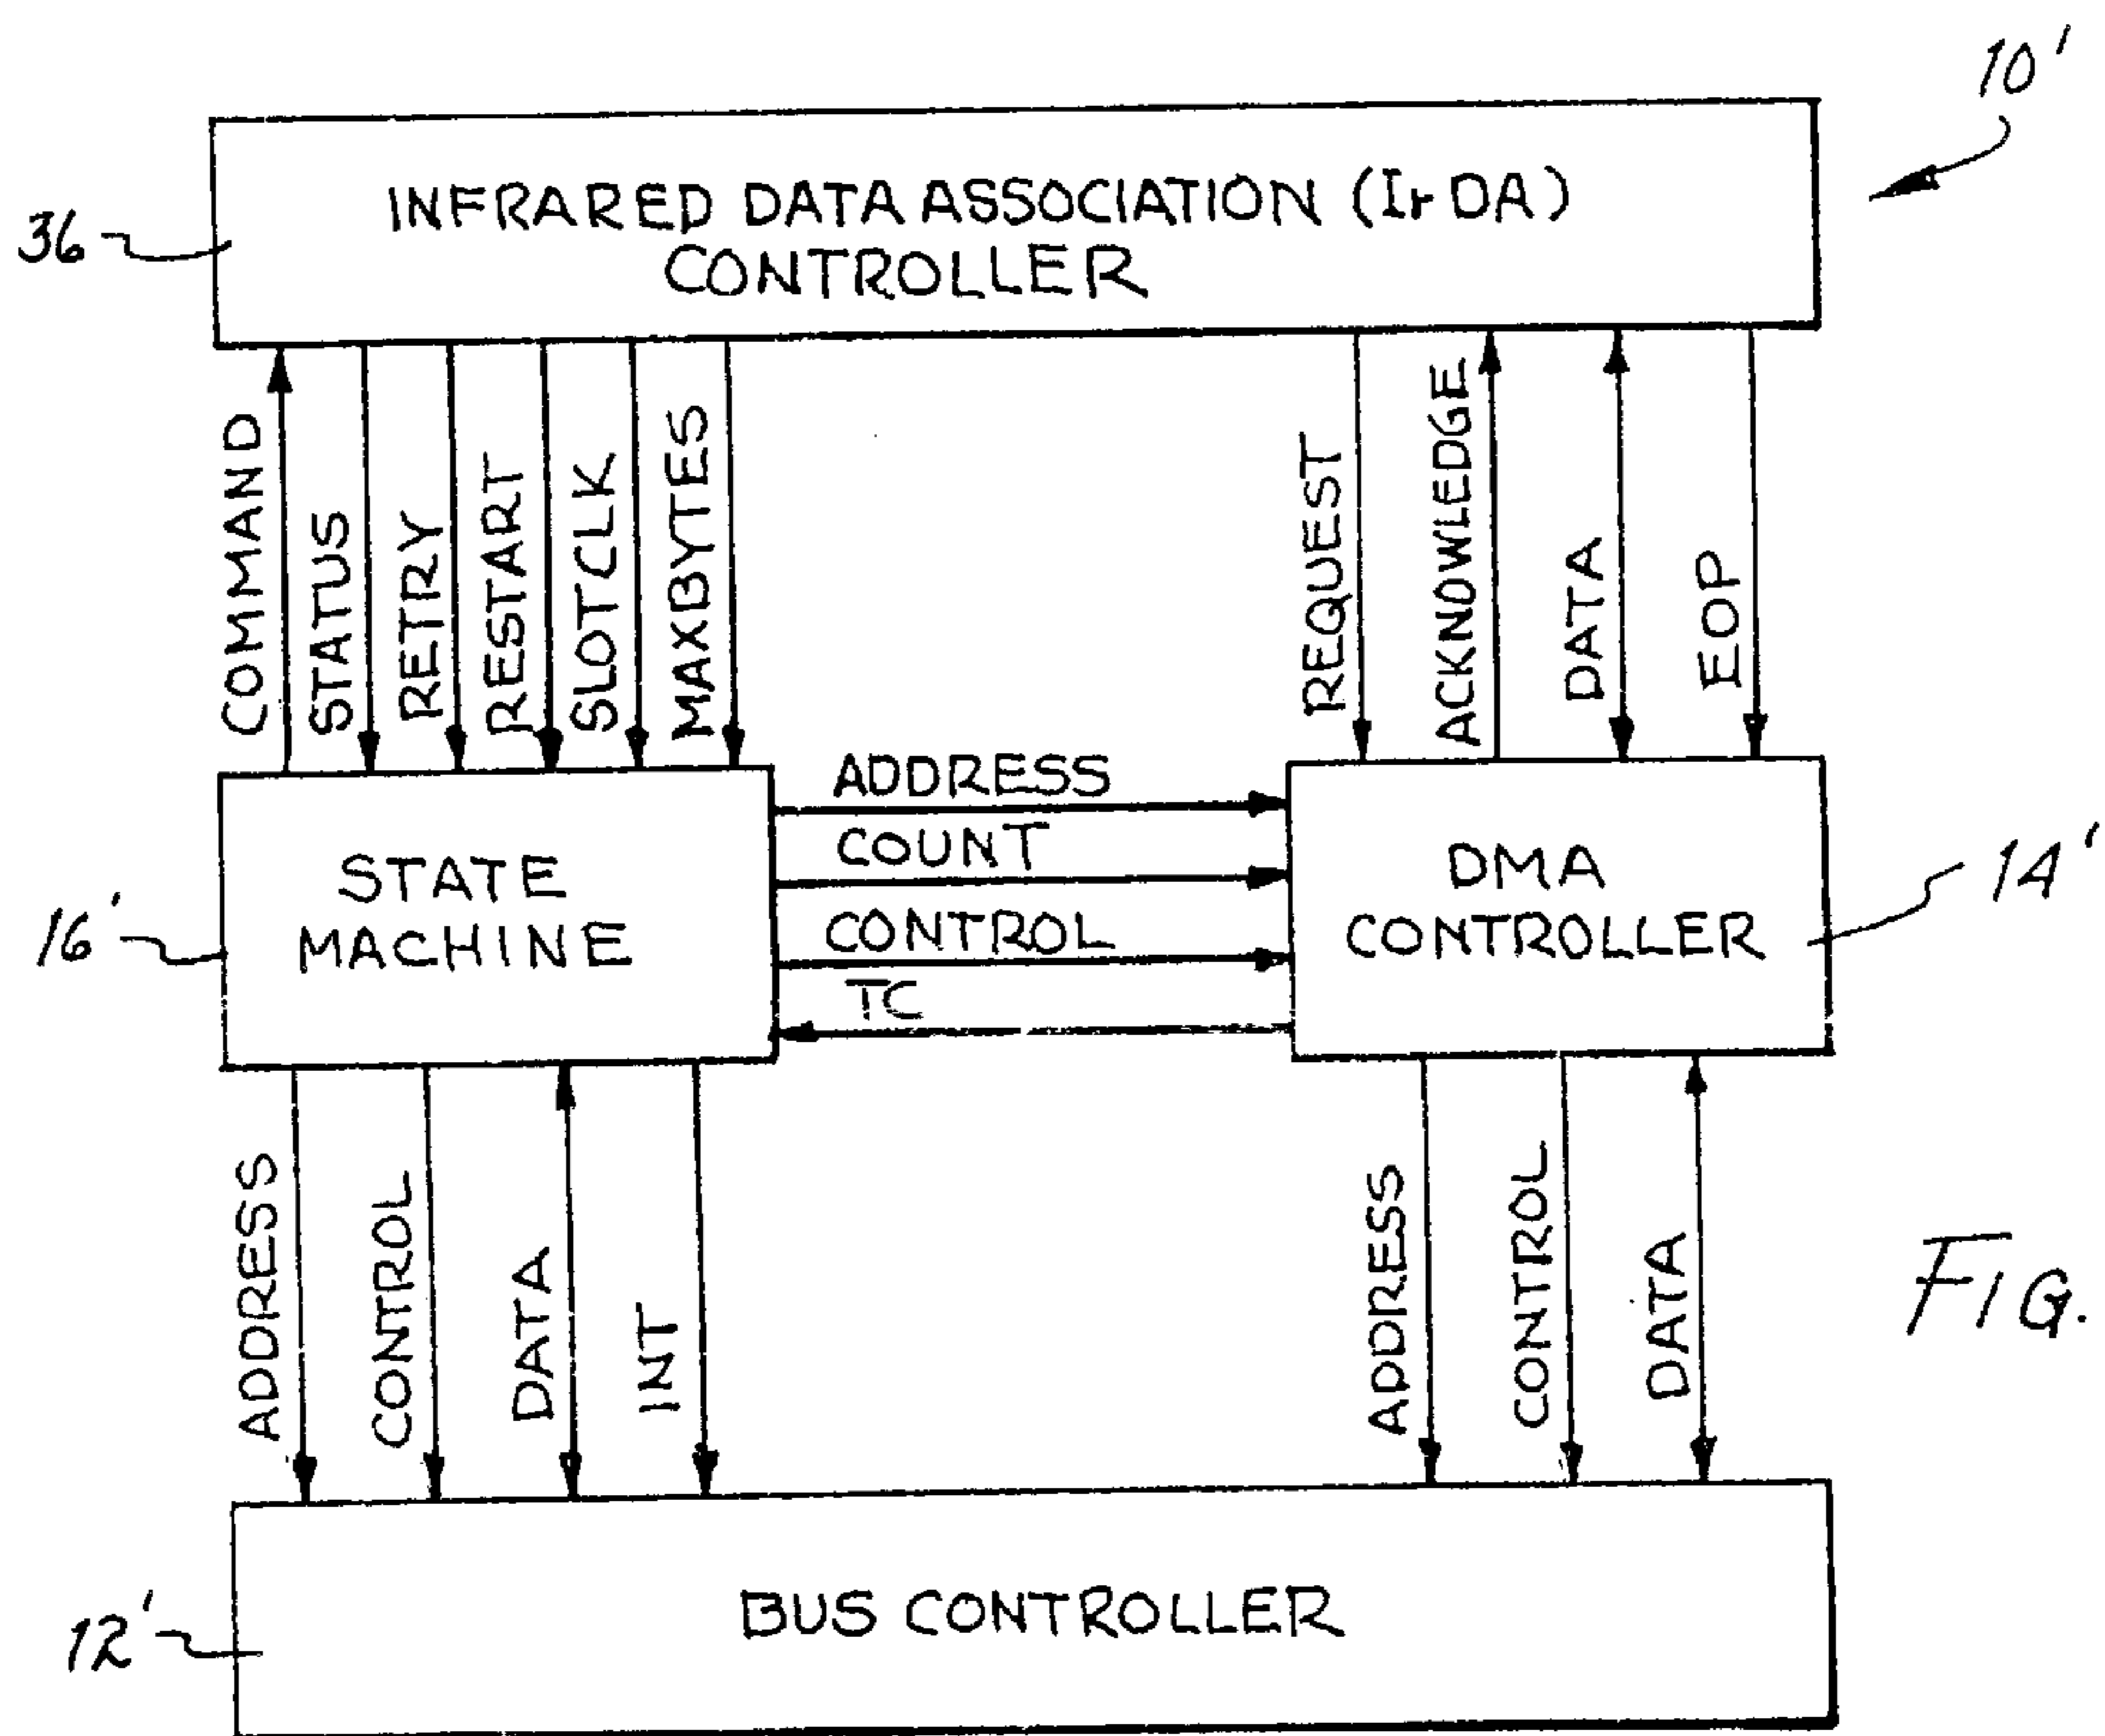 10'
INFRARED DATA ASSOCIATION (IrDA)
CONTROLLER
36
COMMAND
STATUS
RETRY
RESTART
SLOTCLK
MAXBYTES
REQUEST
ACKNOWLEDGE
DATA
EOP
ADDRESS
COUNT
CONTROL
TC
STATE
MACHINE
16'
DMA
CONTROLLER
14'
ADDRESS
CONTROL
DATA
INT
ADDRESS
CONTROL
DATA
FIG.
BUS CONTROLLER
12'